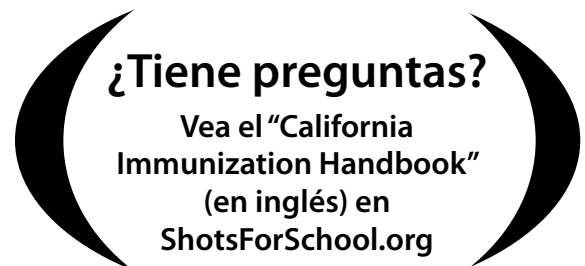 ¿Tiene preguntas?
Vea el “California
Immunization Handbook”
(en inglés) en
ShotsForSchool.org